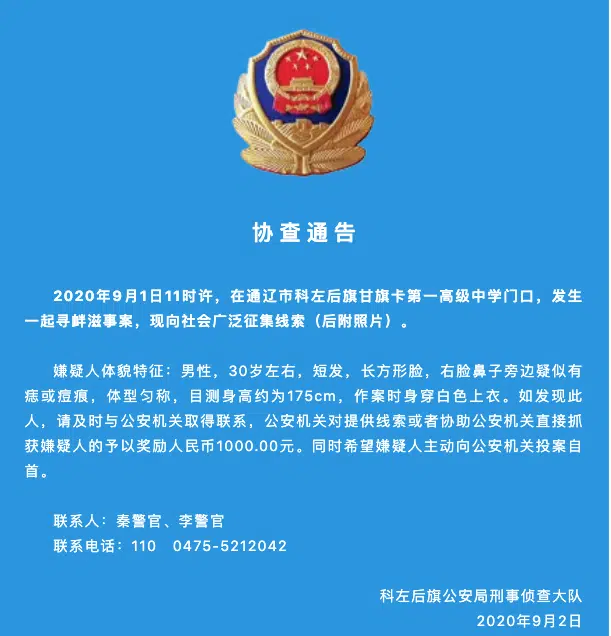 协查通告
2020年9月1日11时许，在通辽市科左后旗甘旗卡第一高级中学门口，发生
一起寻衅滋事案，现向社会广泛征集线索（后附照片）。
嫌疑人体貌特征：男性，30岁左右，短发，长方形脸，右脸鼻子旁边疑似有
痣或痘痕，体型匀称，目测身高约为175cm，作案时身穿白色上衣。如发现此
人，请及时与公安机关取得联系，公安机关对提供线索或者协助公安机关直接抓
获嫌疑人的予以奖励人民币1000.00元。同时希望嫌疑人主动向公安机关投案自
首。
联系人：秦警官、李警官
联系电话：110 0475-5212042
科左后旗公安局刑事侦查大队
2020年9月2日